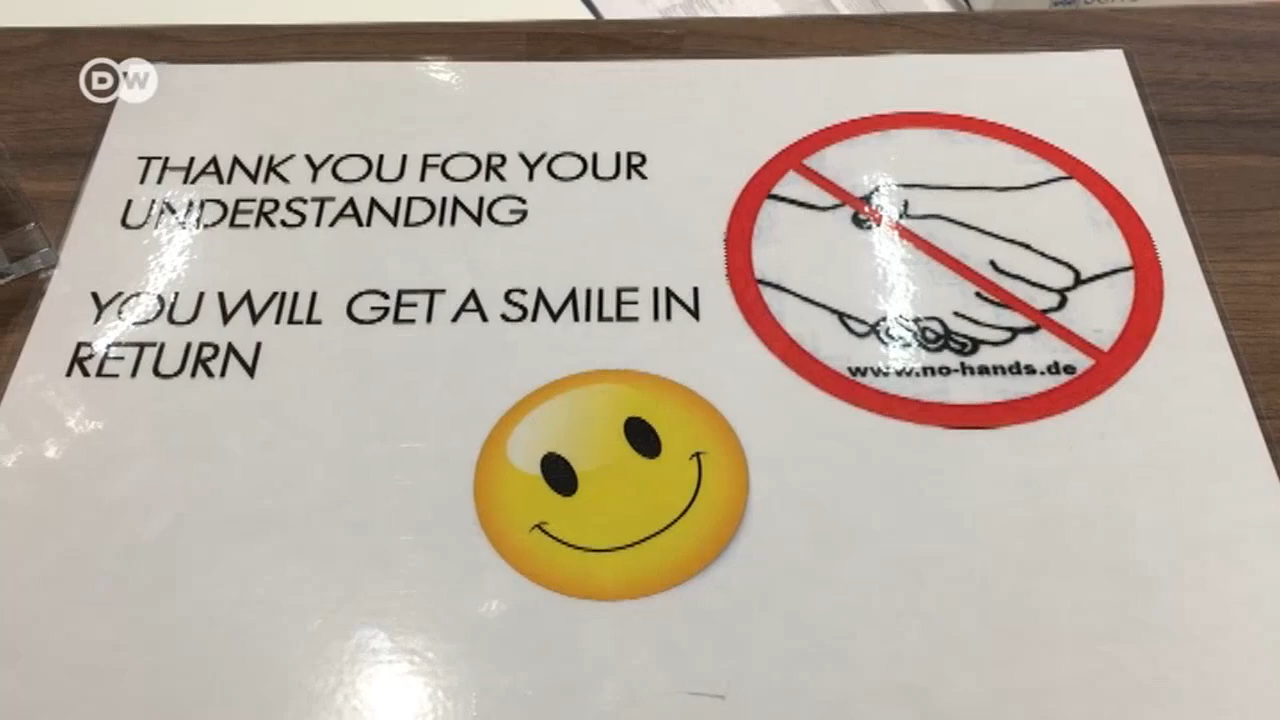 DW
THANK YOU FOR YOUR
UNDERSTANDING
YOU WILL GET A SMILE IN
RETURN
www.no-hands.de